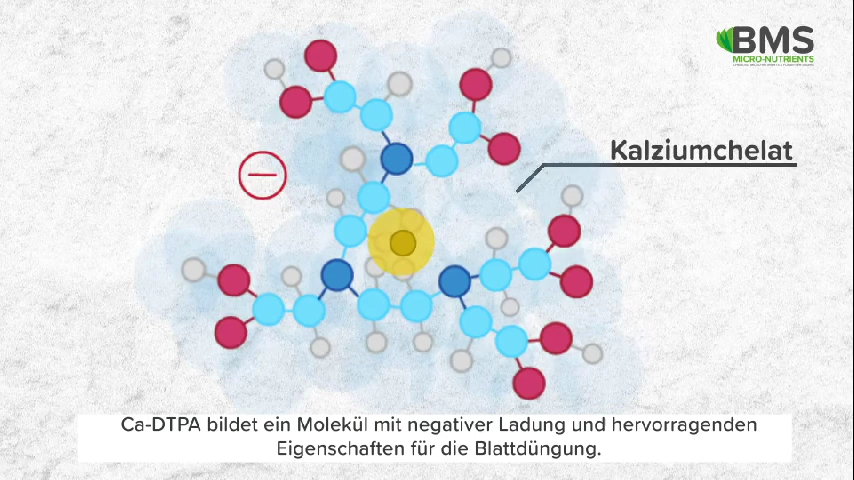 BMS
MICRO-NUTRIENTS
Kalziumchelat
Ca-DTPA bildet ein Molekül mit negativer Ladung und hervorragenden
Eigenschaften für die Blattdüngung.